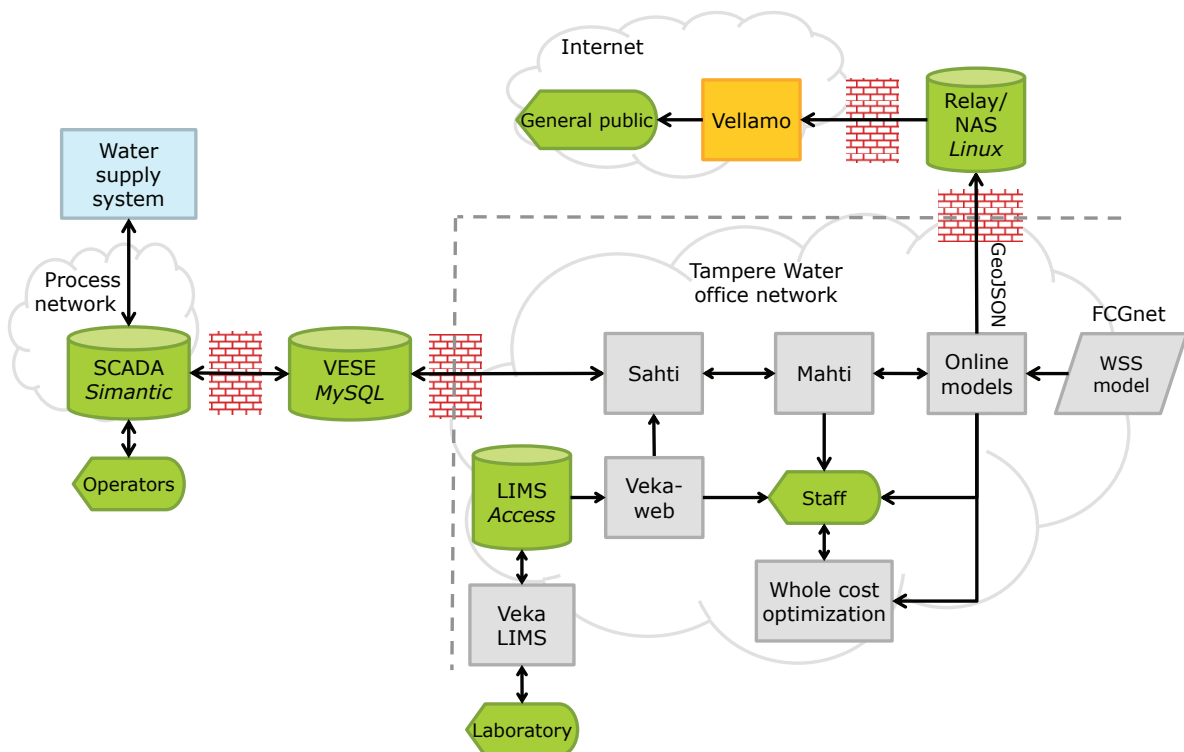 Internet
General public
Vellamo
Relay/
NAS
Linux
Water
supply
system
Process
network
Tampere Water
office network
GeoJSON
FCGnet
SCADA
Simantic
VESE
MySQL
Sahti
Mahti
Online
models
WSS
model
Operators
LIMS
Access
Veka-
web
Staff
Veka
LIMS
Whole cost
optimization
Laboratory